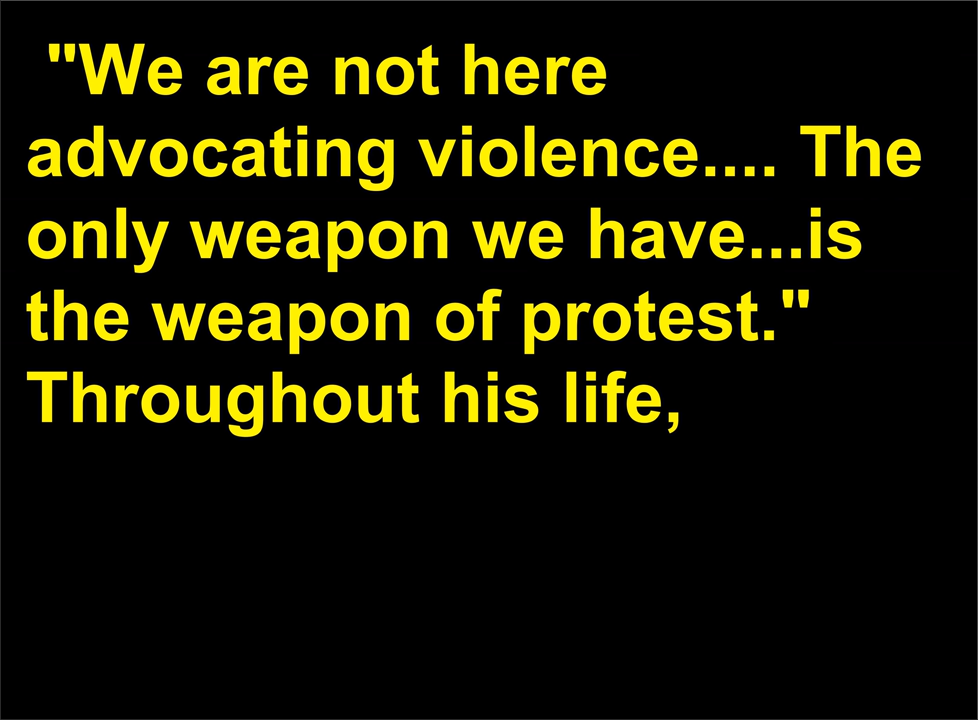 "We are not here
advocating violence.... The
only weapon we have...is
the weapon of protest."
Throughout his life,